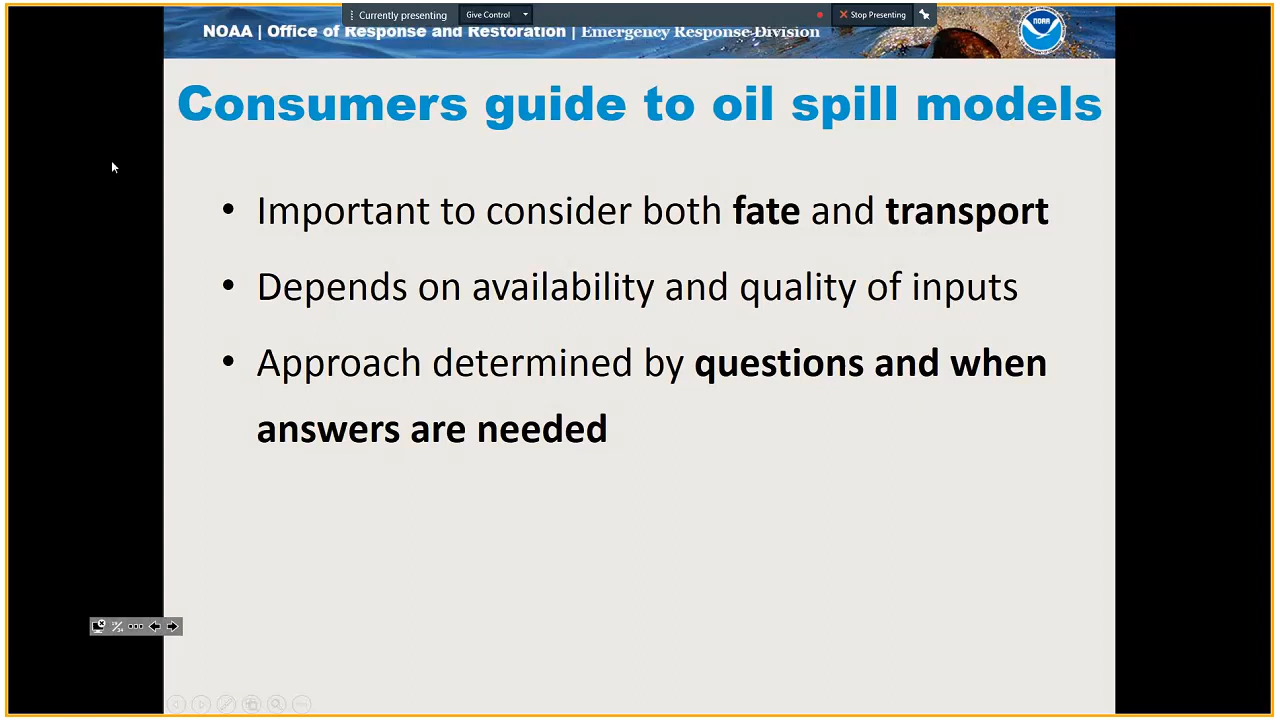 Currently presenting Give Control Stop Presenting
NOAA | Office of Response and Restoration | Emergency Response Division
NOAA
Consumers guide to oil spill models
• Important to consider both fate and transport
• Depends on availability and quality of inputs
• Approach determined by questions and when
answers are needed